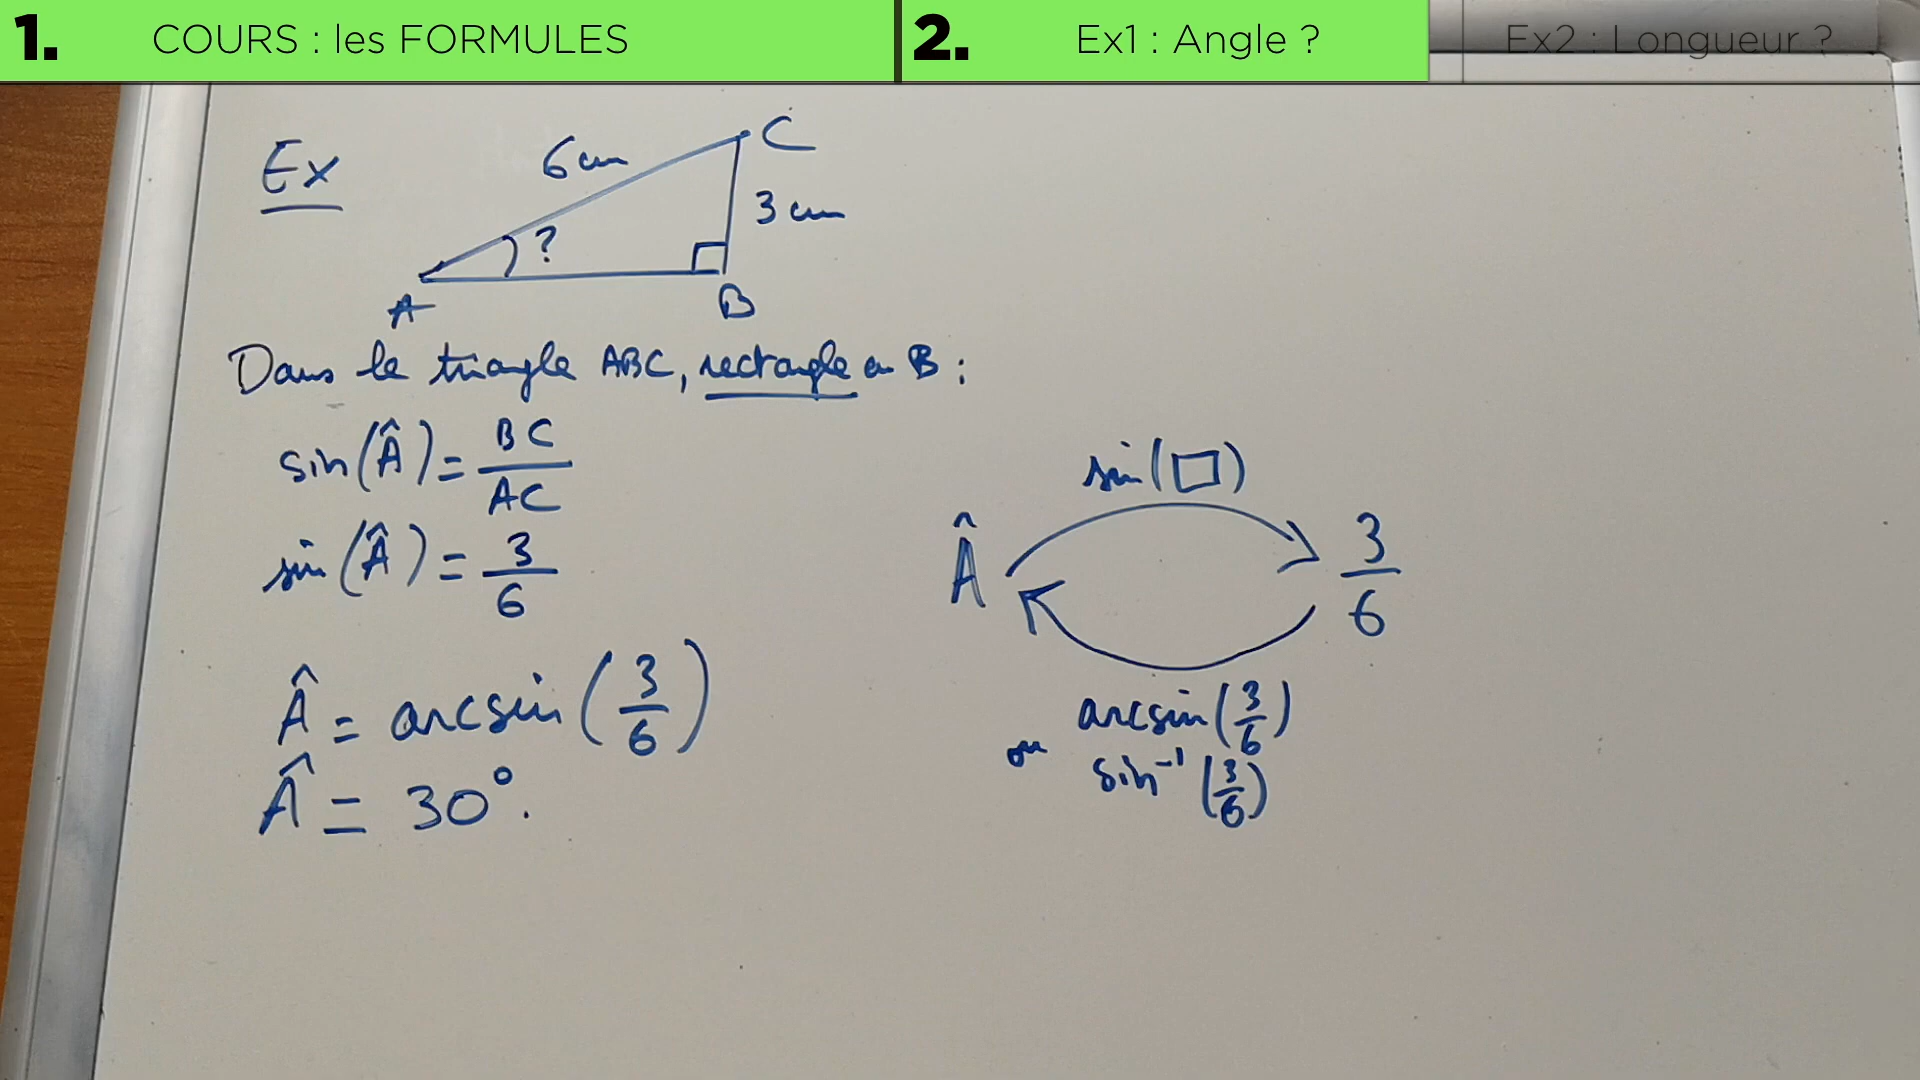 1. COURS : les FORMULES
2. Ex1 : Angle ?
Ex2 : Longueur ?
Ex
6 cm
C
3 cm
?
A
B
Dans le triangle ABC, rectangle en B :
sin(Â) = BC/AC
sin(Â) = 3/6
Â = arcsin(3/6)
Â = 30°.
sin(□)
Â
3/6
arcsin(3/6)
ou sin⁻¹(3/6)